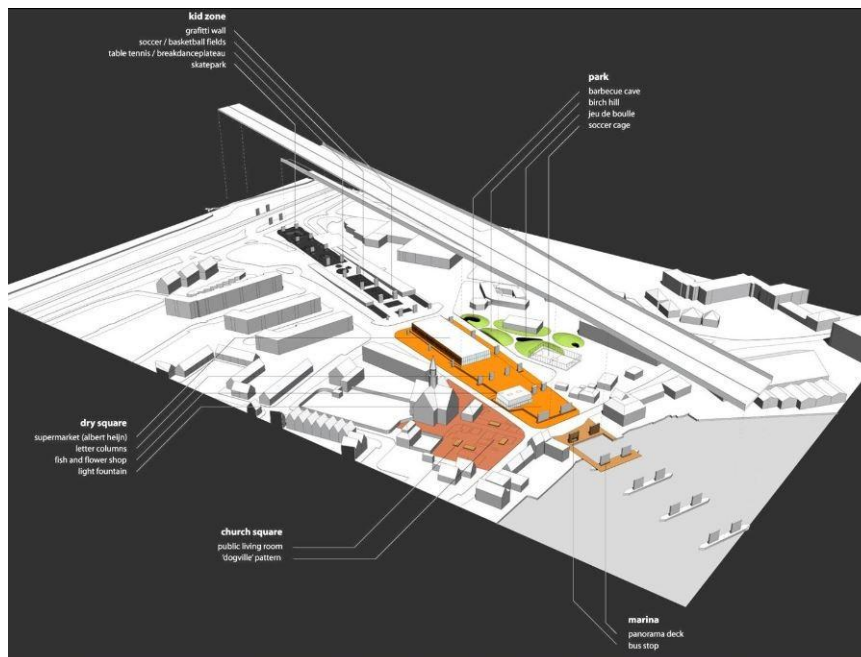 kid zone
grafitti wall
soccer / basketball fields
table tennis / breakdanceplateau
skatepark
park
barbecue cave
birch hill
jeu de boulle
soccer cage
dry square
supermarket (albert heijn)
letter columns
fish and flower shop
light fountain
church square
public living room
'dogville' pattern
marina
panorama deck
bus stop